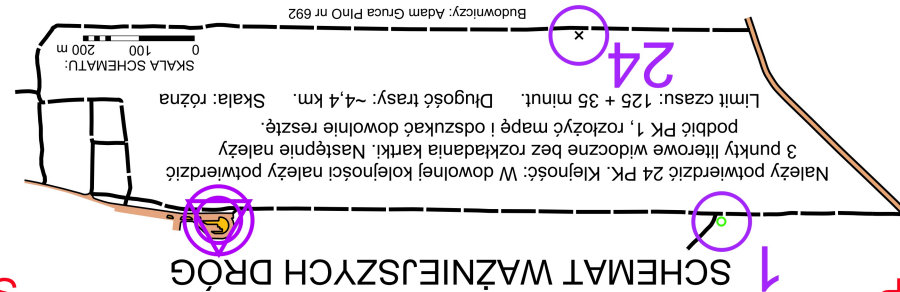 SCHEMAT WAŻNIEJSZYCH DRÓG
1
Należy potwierdzić 24 PK. Klejność: W dowolnej kolejności należy potwierdzić
3 punkty literowe widoczne bez rozkładania kartki. Następnie należy
podbić PK 1, rozłożyć mapę i odszukać dowolnie resztę.
Limit czasu: 125 + 35 minut. Długość trasy: ~4,4 km. Skala: różna
24
SKALA SCHEMATU:
0 100 200 m
Budowniczy: Adam Gruca PInO nr 692